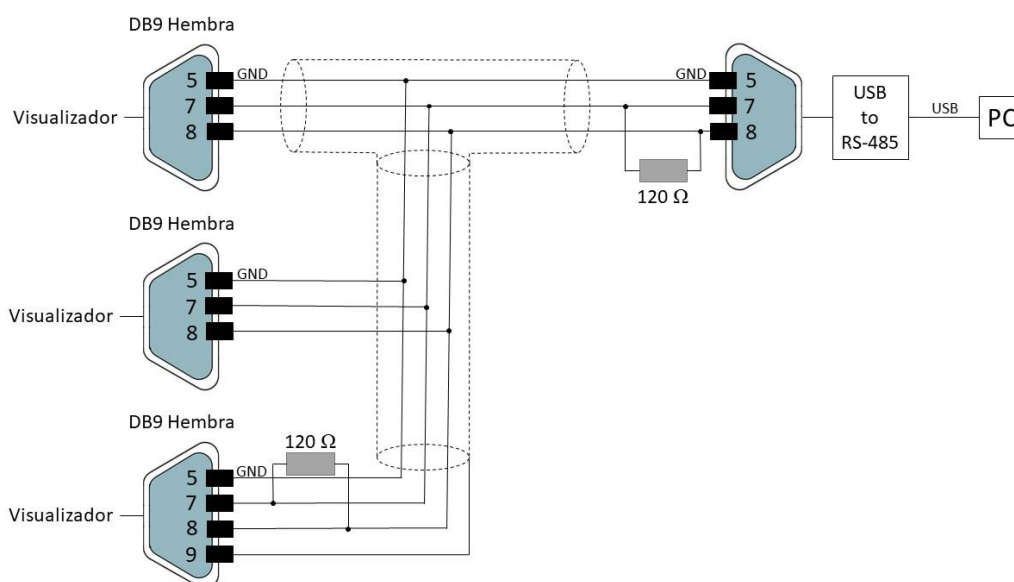 DB9 Hembra
Visualizador
5
GND
7
8
GND
5
7
8
120 Ω
USB
to
RS-485
USB
PC
DB9 Hembra
Visualizador
5
GND
7
8
DB9 Hembra
Visualizador
5
GND
7
8
9
120 Ω